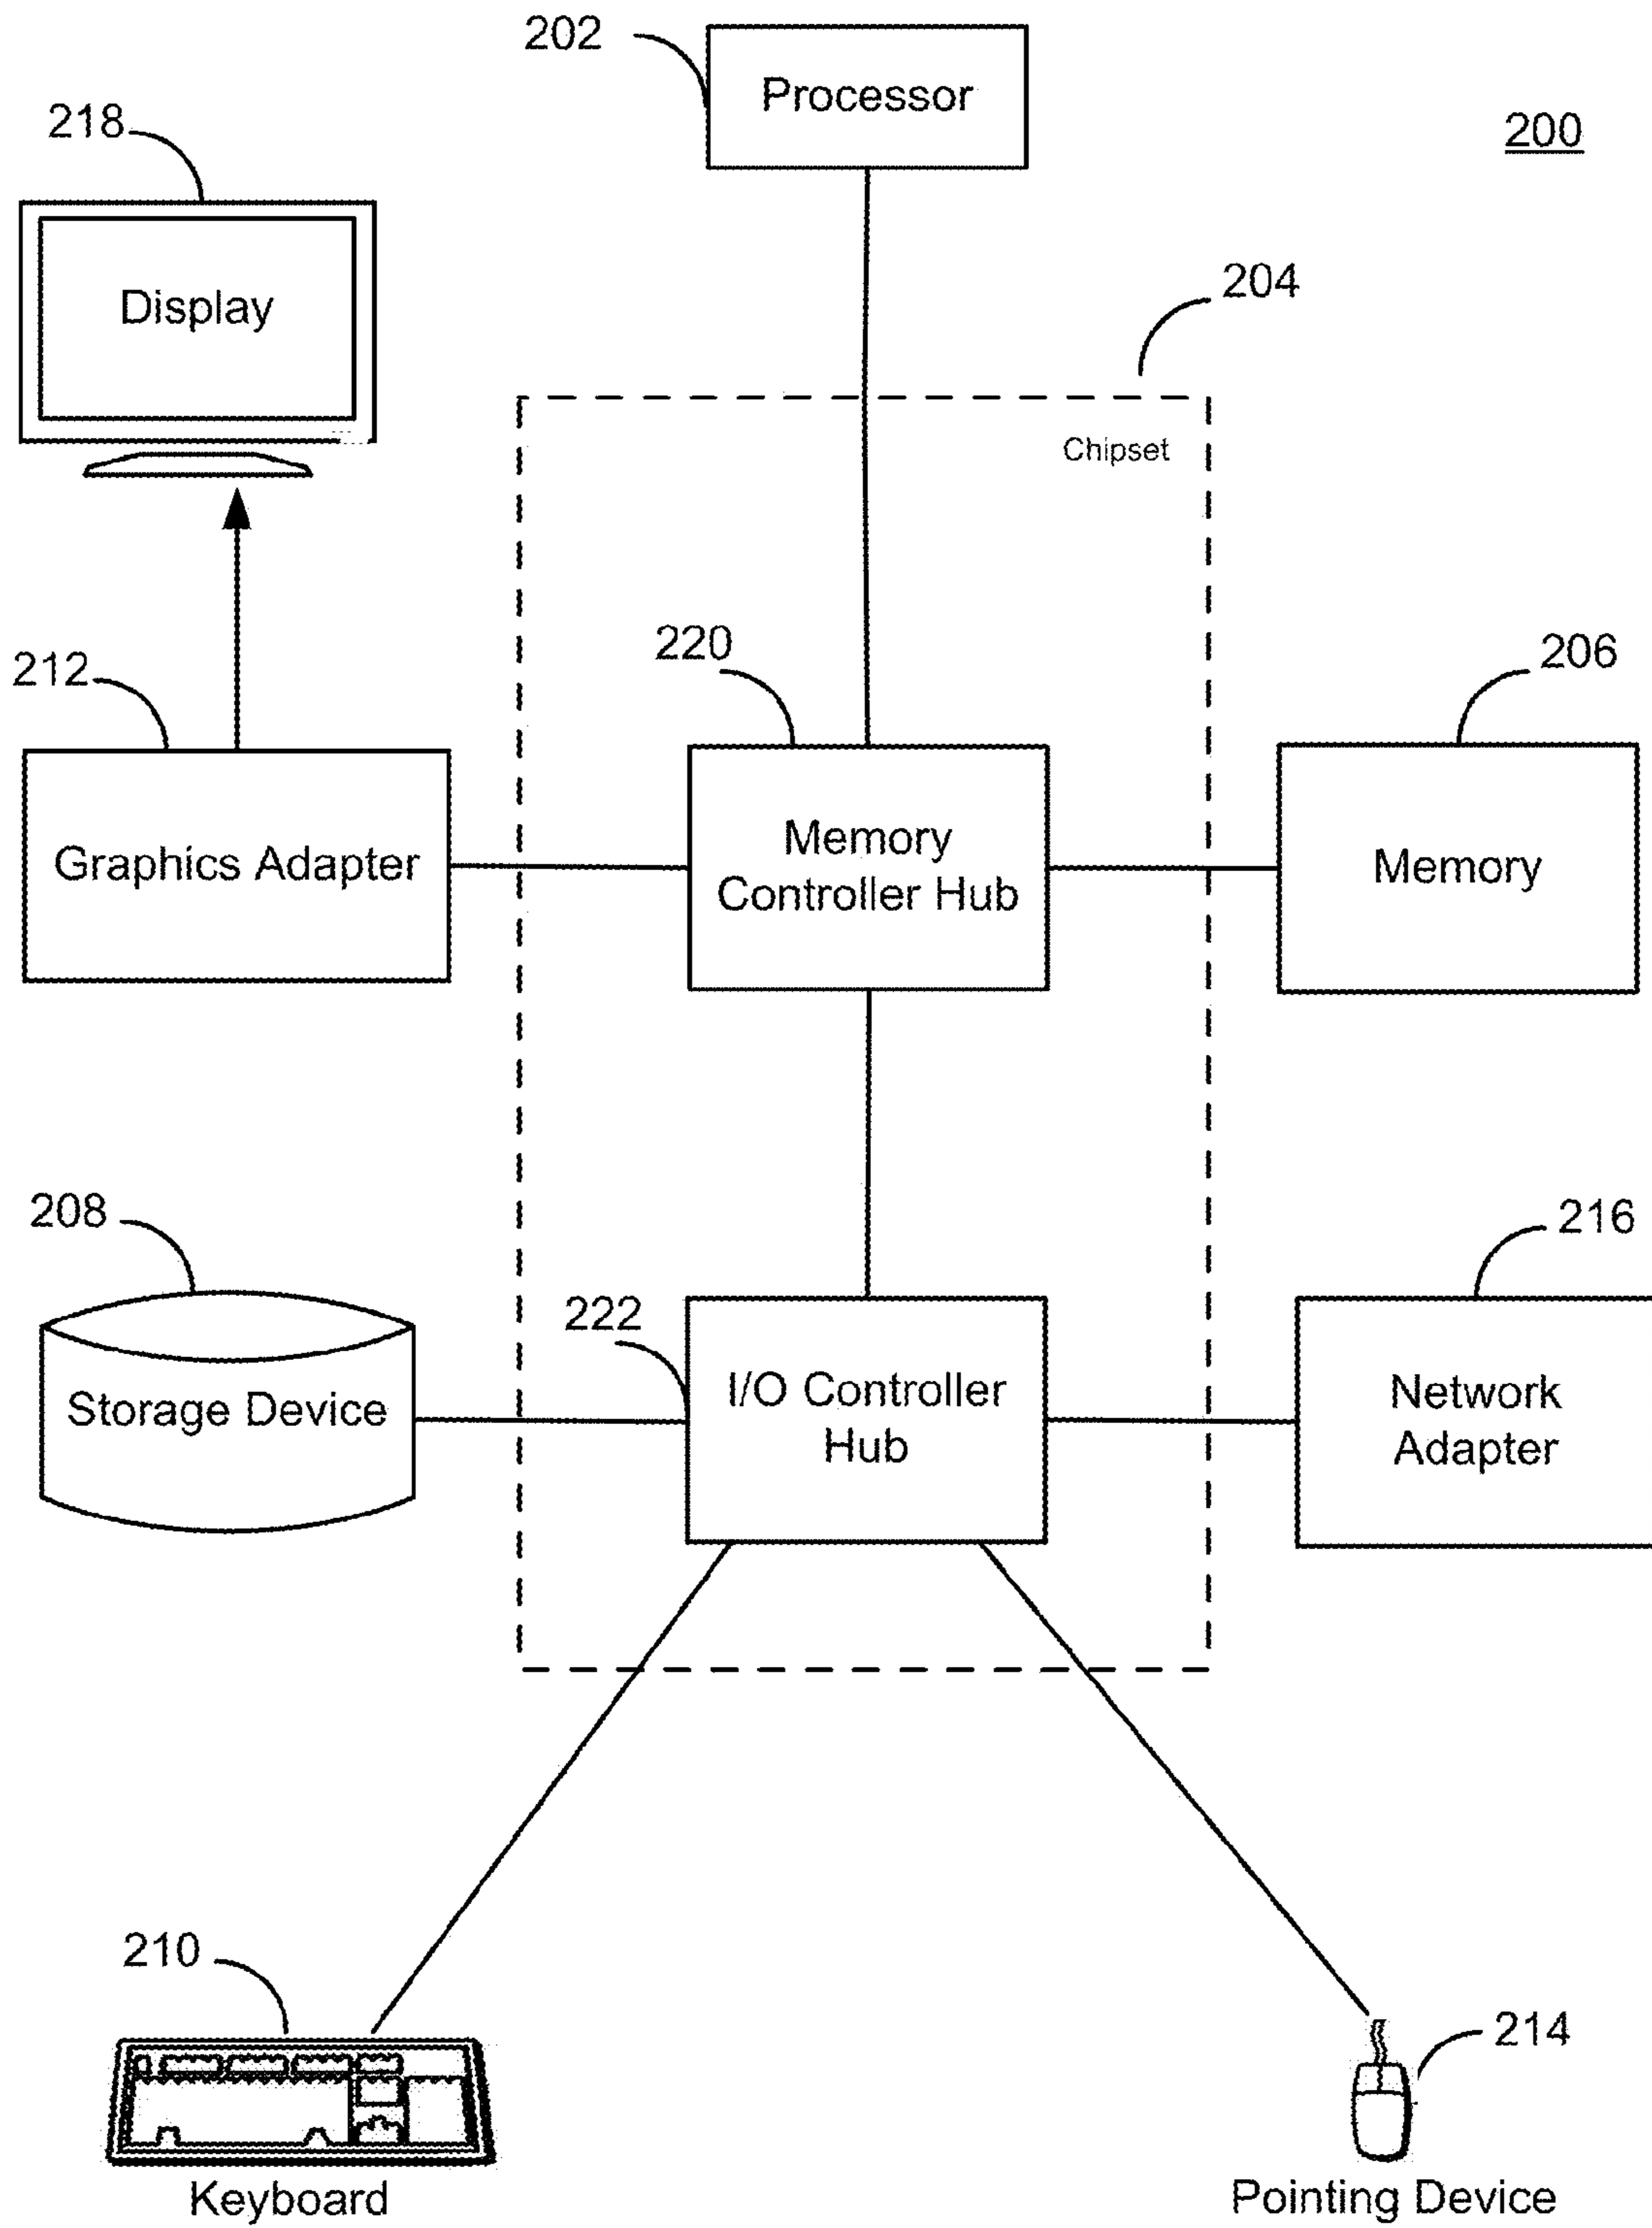 202
Processor
200
218
Display
204
Chipset
220
206
212
Graphics Adapter
Memory
Controller Hub
Memory
208
216
222
Storage Device
I/O Controller
Hub
Network
Adapter
210
214
Keyboard
Pointing Device